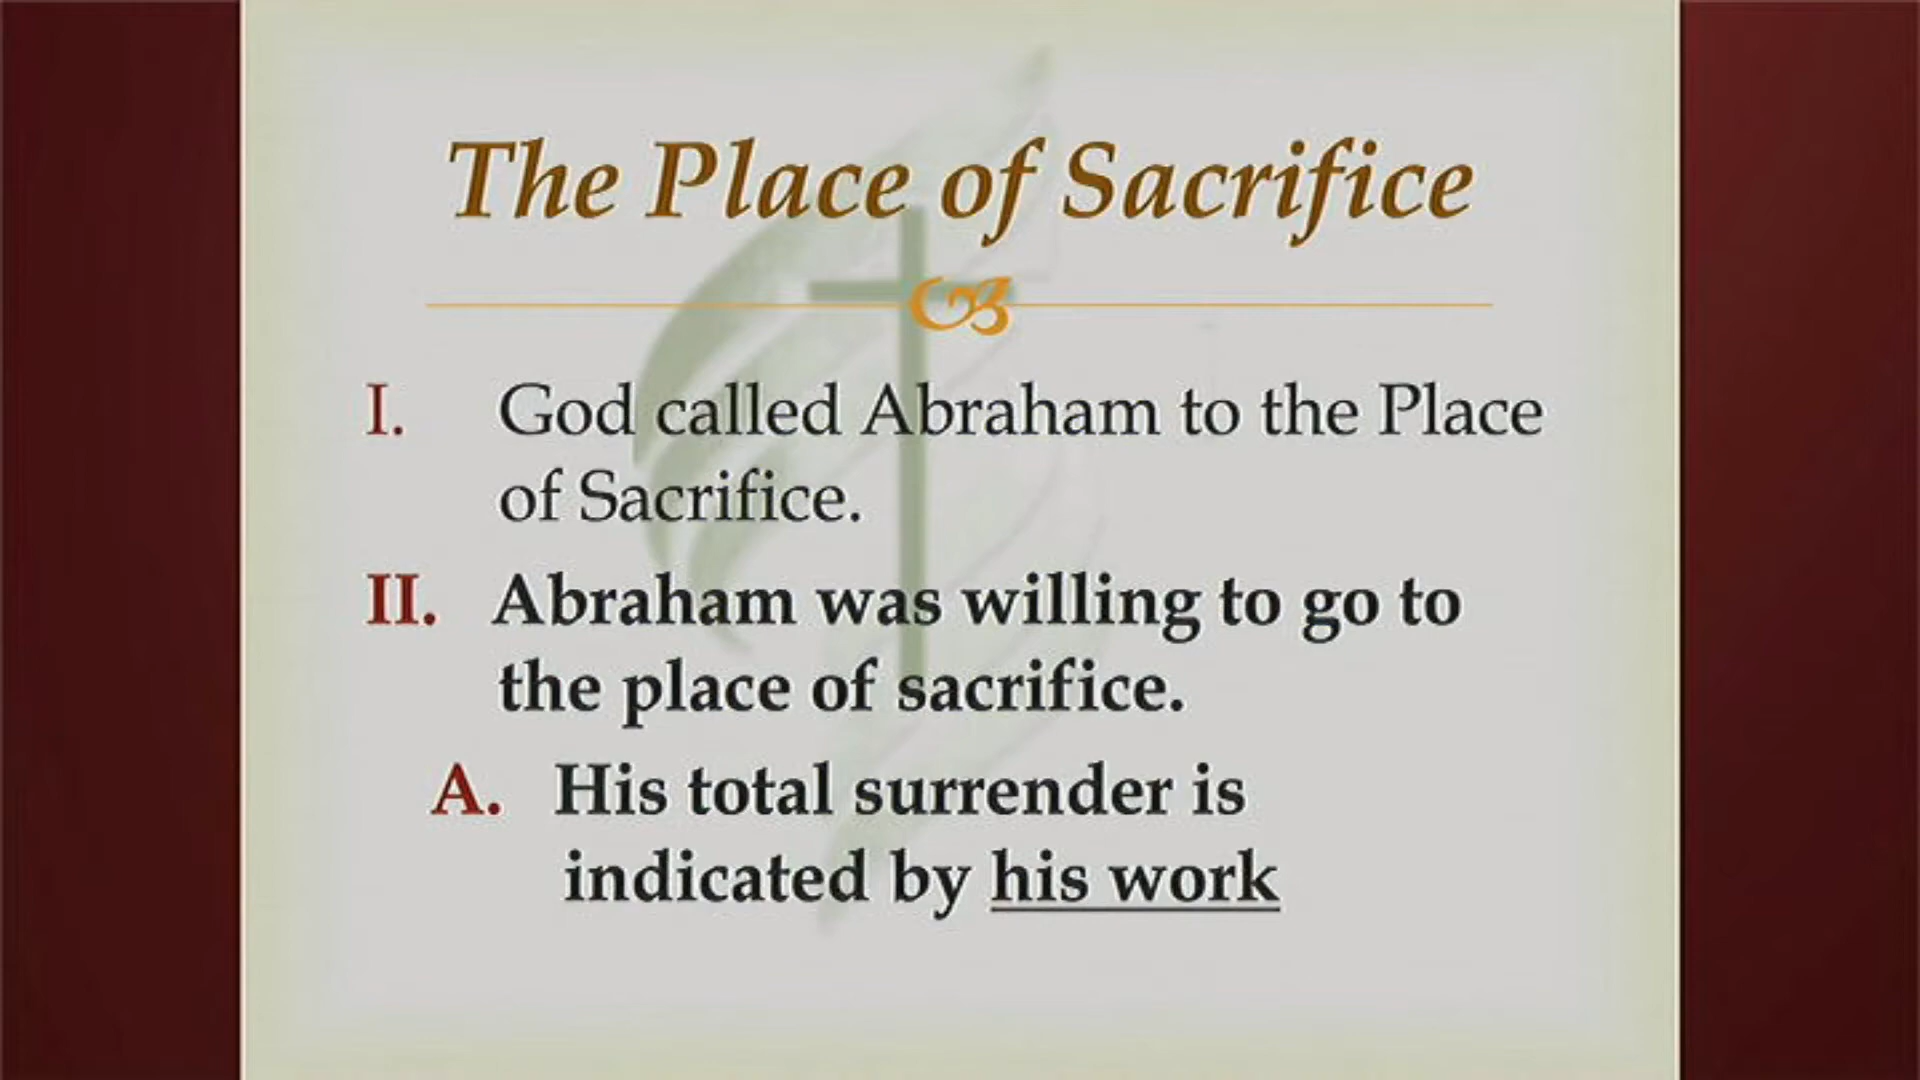 The Place of Sacrifice
I. God called Abraham to the Place
of Sacrifice.
II. Abraham was willing to go to
the place of sacrifice.
A. His total surrender is
indicated by his work